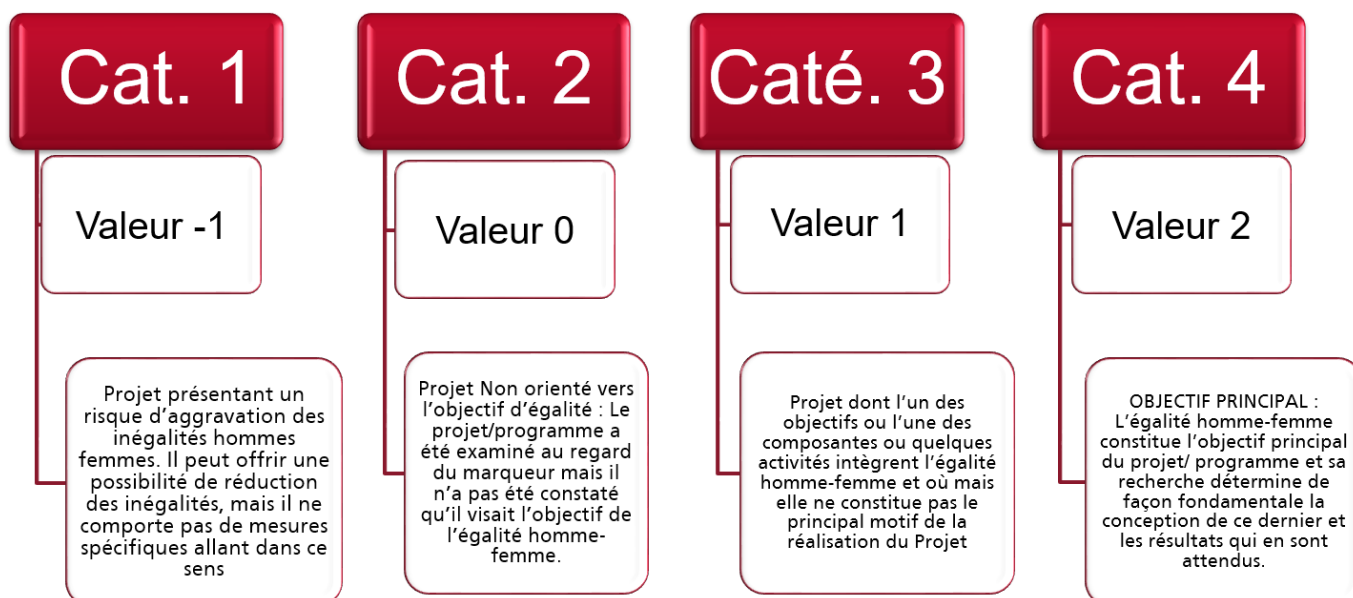 Cat. 1
Valeur -1
Projet présentant un
risque d'aggravation des
inégalités hommes
femmes. Il peut offrir une
possibilité de réduction
des inégalités, mais il ne
comporte pas de mesures
spécifiques allant dans ce
sens
Cat. 2
Valeur 0
Projet Non orienté vers
l'objectif d'égalité : Le
projet/programme a
été examiné au regard
du marqueur mais il
n'a pas été constaté
qu'il visait l'objectif de
l'égalité homme-
femme.
Caté. 3
Valeur 1
Projet dont l'un des
objectifs ou l'une des
composantes ou quelques
activités intègrent l'égalité
homme-femme et où mais
elle ne constitue pas le
principal motif de la
réalisation du Projet
Cat. 4
Valeur 2
OBJECTIF PRINCIPAL :
L'égalité homme-femme
constitue l'objectif principal
du projet/ programme et sa
recherche détermine de
façon fondamentale la
conception de ce dernier et
les résultats qui en sont
attendus.